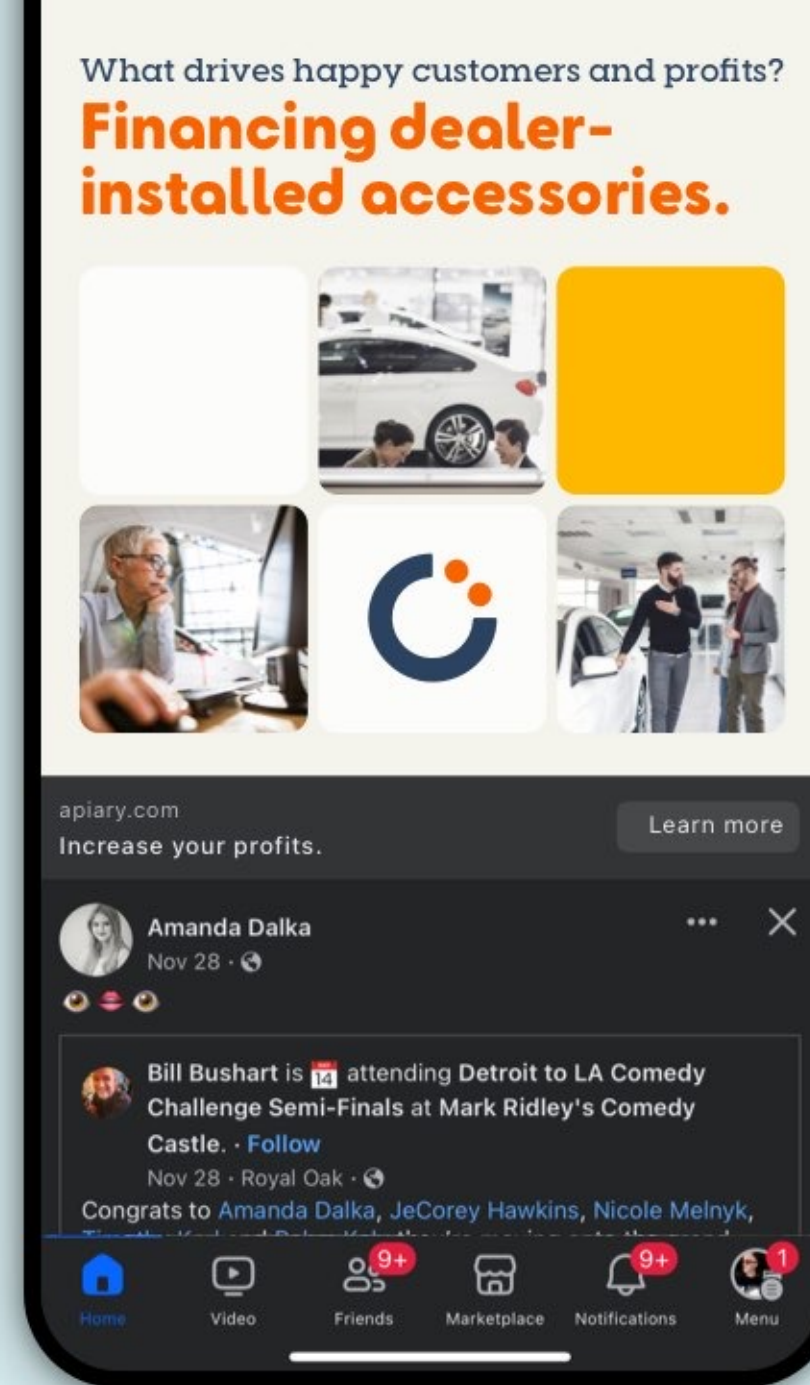 What drives happy customers and profits?
Financing dealer-
installed accessories.
apiary.com
Increase your profits.
Learn more
Amanda Dalka
Nov 28 ·
Bill Bushart is 14 attending Detroit to LA Comedy
Challenge Semi-Finals at Mark Ridley's Comedy
Castle. · Follow
Nov 28 · Royal Oak ·
Congrats to Amanda Dalka, JeCorey Hawkins, Nicole Melnyk,
9+
9+
1
Home
Video
Friends
Marketplace
Notifications
Menu